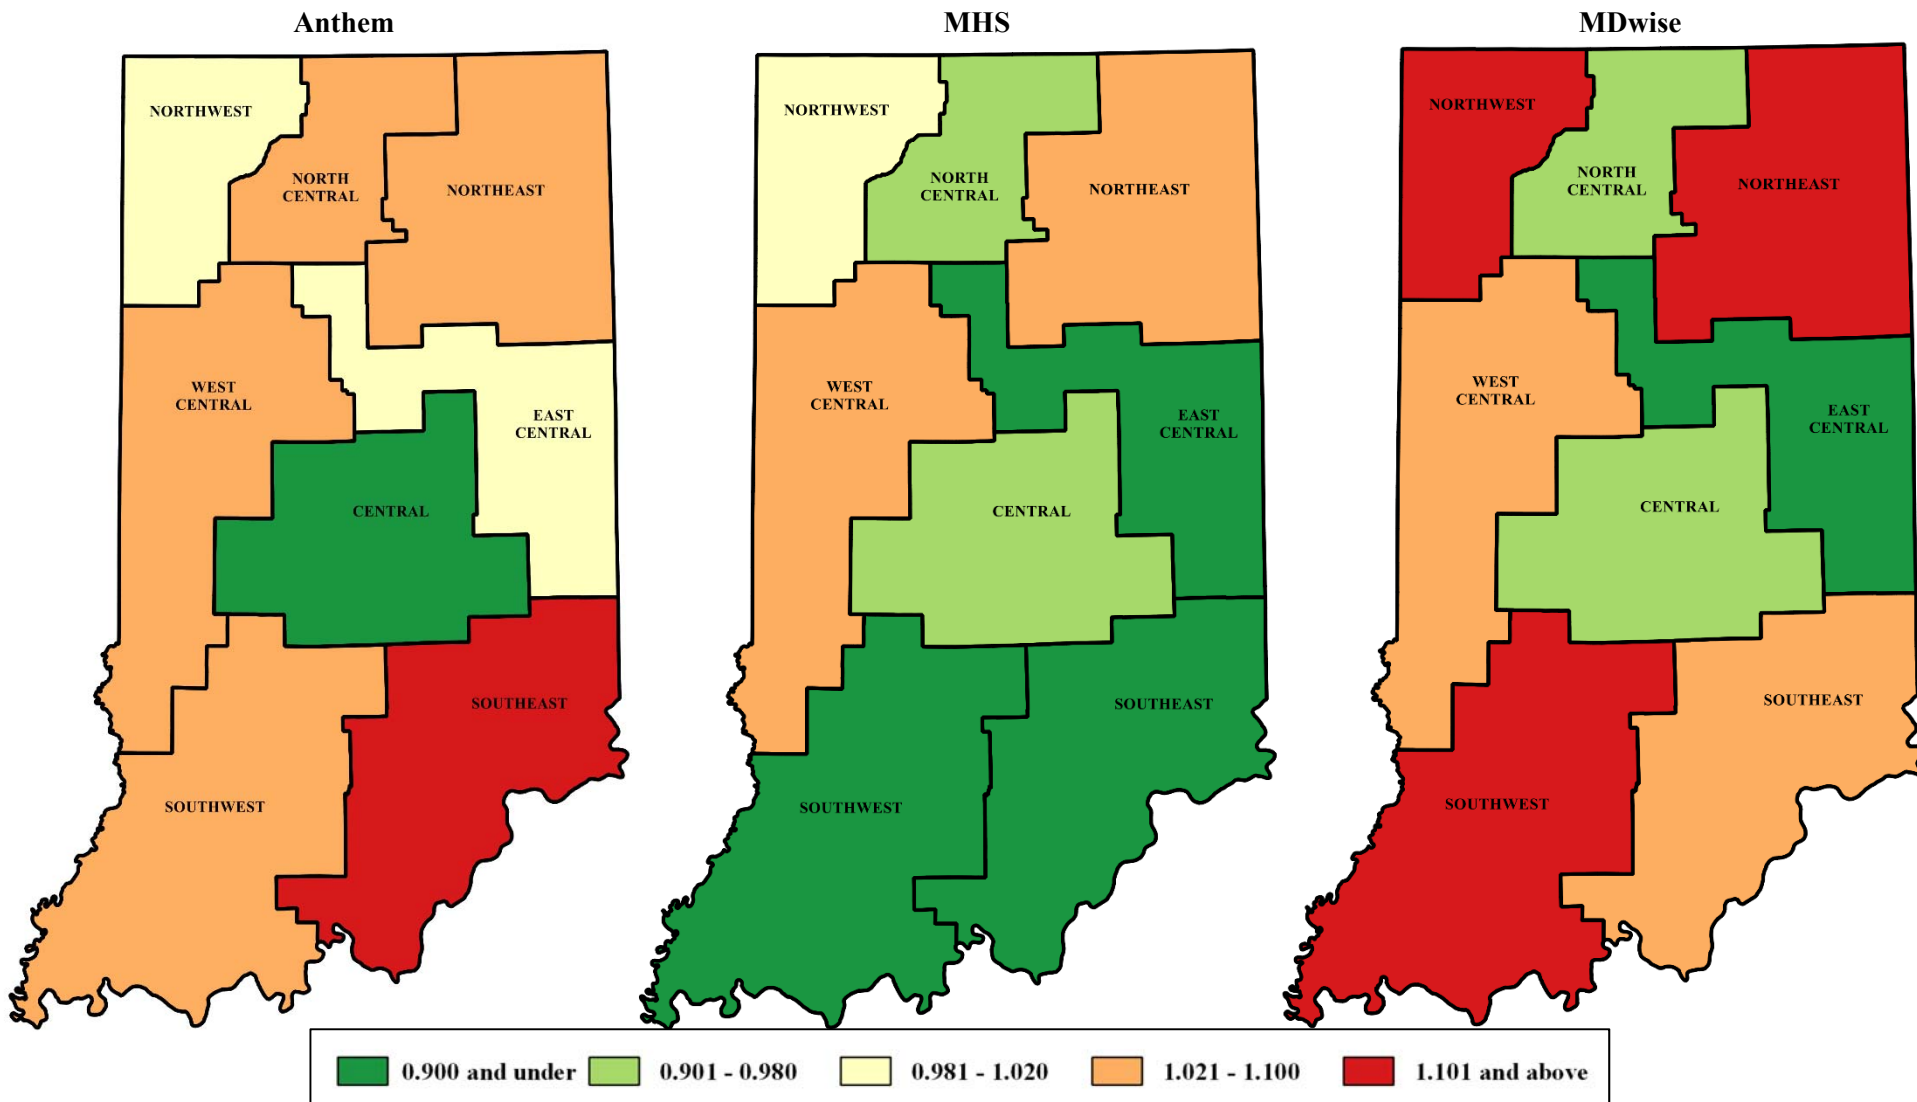 Anthem
NORTHWEST
NORTH
CENTRAL
NORTHEAST
WEST
CENTRAL
EAST
CENTRAL
CENTRAL
SOUTHEAST
SOUTHWEST
MHS
NORTHWEST
NORTH
CENTRAL
NORTHEAST
WEST
CENTRAL
EAST
CENTRAL
CENTRAL
SOUTHEAST
SOUTHWEST
MDwise
NORTHWEST
NORTH
CENTRAL
NORTHEAST
WEST
CENTRAL
EAST
CENTRAL
CENTRAL
SOUTHEAST
SOUTHWEST
0.900 and under
0.901 - 0.980
0.981 - 1.020
1.021 - 1.100
1.101 and above